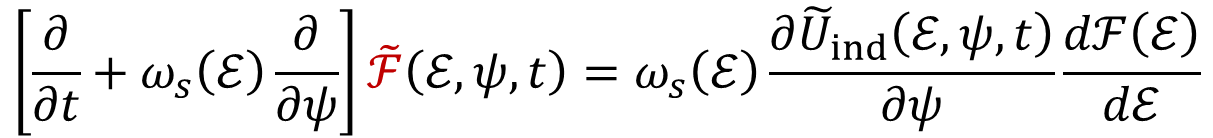 [∂/∂t + ω_s(ℰ) ∂/∂ψ] ℱ̃(ℰ, ψ, t) = ω_s(ℰ) ∂Ũ_ind(ℰ, ψ, t)/∂ψ dℱ(ℰ)/dℰ